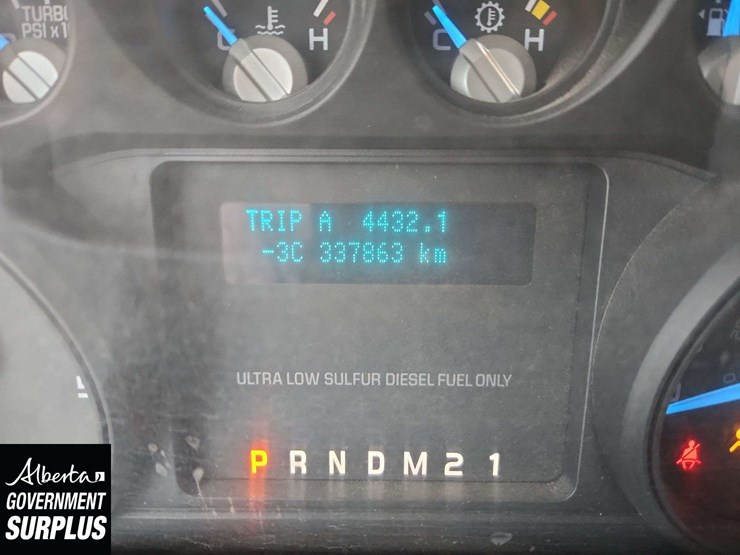 TURBO
PSI x1
C H
C H
TRIP A 4432.1
-3C 337863 km
ULTRA LOW SULFUR DIESEL FUEL ONLY
P R N D M 2 1
Alberta
GOVERNMENT
SURPLUS